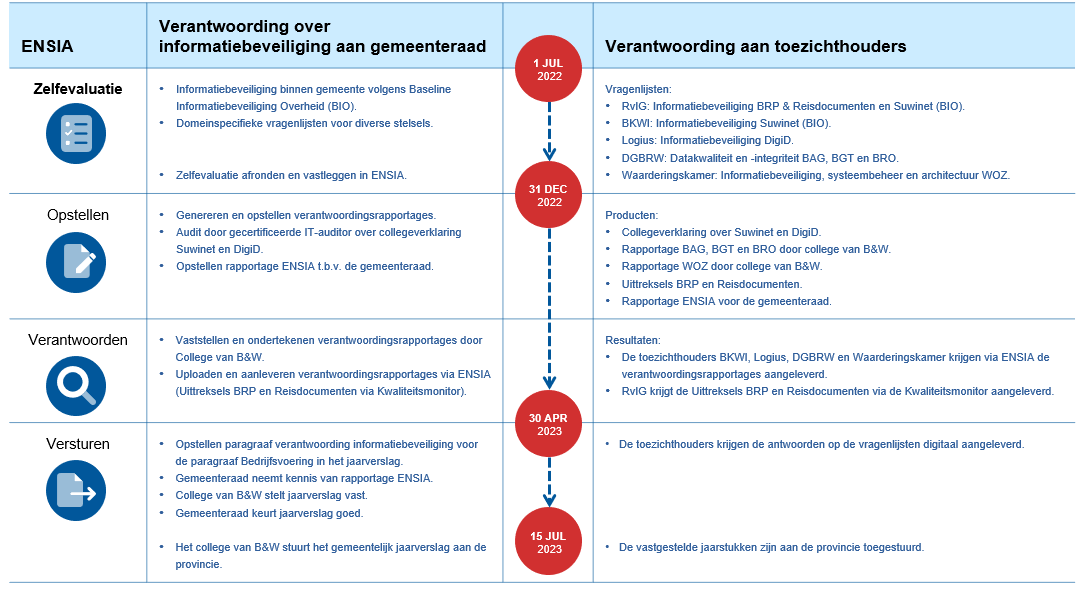 ENSIA
Verantwoording over
informatiebeveiliging aan gemeenteraad
Verantwoording aan toezichthouders
1 JUL
2022
Zelfevaluatie
• Informatiebeveiliging binnen gemeente volgens Baseline
Informatiebeveiliging Overheid (BIO).
• Domeinspecifieke vragenlijsten voor diverse stelsels.
• Zelfevaluatie afronden en vastleggen in ENSIA.
Vragenlijsten:
• RvIG: Informatiebeveiliging BRP & Reisdocumenten en Suwinet (BIO).
• BKWI: Informatiebeveiliging Suwinet (BIO).
• Logius: Informatiebeveiliging DigiD.
• DGBRW: Datakwaliteit en -integriteit BAG, BGT en BRO.
• Waarderingskamer: Informatiebeveiliging, systeembeheer en architectuur WOZ.
31 DEC
2022
Opstellen
• Genereren en opstellen verantwoordingsrapportages.
• Audit door gecertificeerde IT-auditor over collegeverklaring
Suwinet en DigiD.
• Opstellen rapportage ENSIA t.b.v. de gemeenteraad.
Producten:
• Collegeverklaring over Suwinet en DigiD.
• Rapportage BAG, BGT en BRO door college van B&W.
• Rapportage WOZ door college van B&W.
• Uittreksels BRP en Reisdocumenten.
• Rapportage ENSIA voor de gemeenteraad.
Verantwoorden
• Vaststellen en ondertekenen verantwoordingsrapportages door
College van B&W.
• Uploaden en aanleveren verantwoordingsrapportages via ENSIA
(Uittreksels BRP en Reisdocumenten via Kwaliteitsmonitor).
Resultaten:
• De toezichthouders BKWI, Logius, DGBRW en Waarderingskamer krijgen via ENSIA de
verantwoordingsrapportages aangeleverd.
• RvIG krijgt de Uittreksels BRP en Reisdocumenten via de Kwaliteitsmonitor aangeleverd.
30 APR
2023
Versturen
• Opstellen paragraaf verantwoording informatiebeveiliging voor
de paragraaf Bedrijfsvoering in het jaarverslag.
• Gemeenteraad neemt kennis van rapportage ENSIA.
• College van B&W stelt jaarverslag vast.
• Gemeenteraad keurt jaarverslag goed.
• Het college van B&W stuurt het gemeentelijk jaarverslag aan de
provincie.
• De toezichthouders krijgen de antwoorden op de vragenlijsten digitaal aangeleverd.
15 JUL
2023
• De vastgestelde jaarstukken zijn aan de provincie toegestuurd.